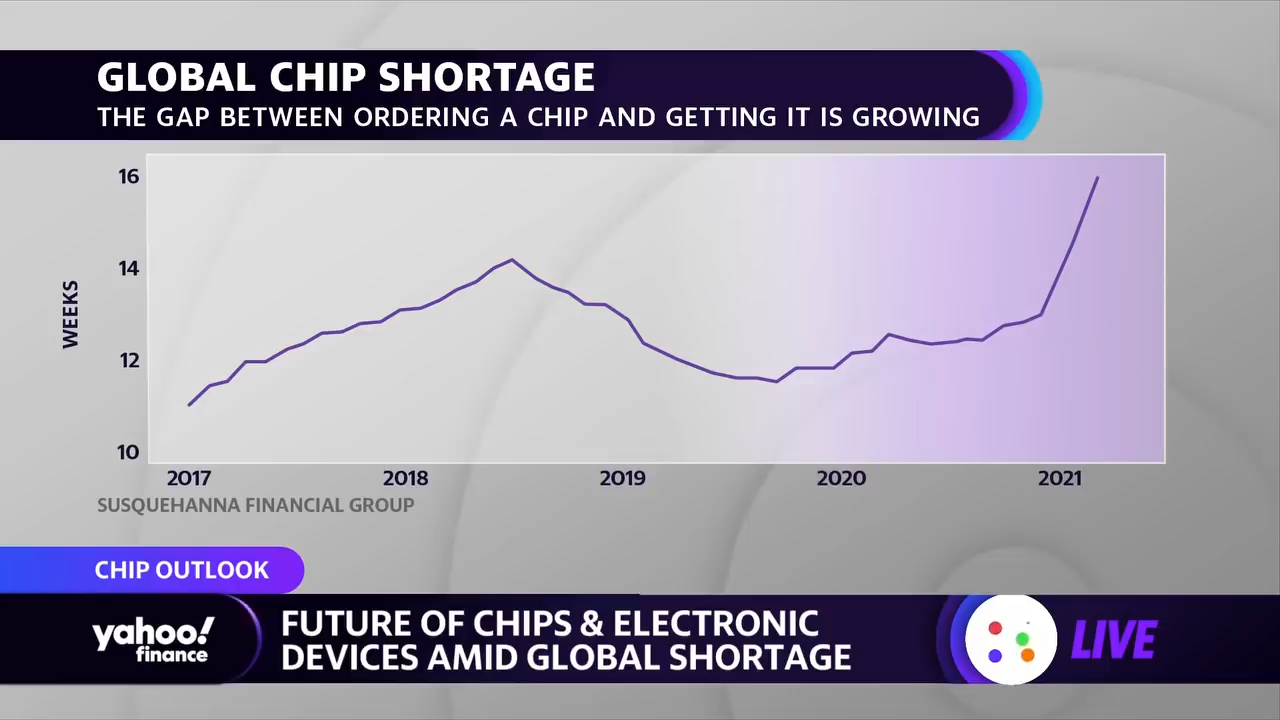 GLOBAL CHIP SHORTAGE
THE GAP BETWEEN ORDERING A CHIP AND GETTING IT IS GROWING
16
14
12
10
WEEKS
2017 2018 2019 2020 2021
SUSQUEHANNA FINANCIAL GROUP
CHIP OUTLOOK
yahoo!
finance
FUTURE OF CHIPS & ELECTRONIC
DEVICES AMID GLOBAL SHORTAGE
LIVE